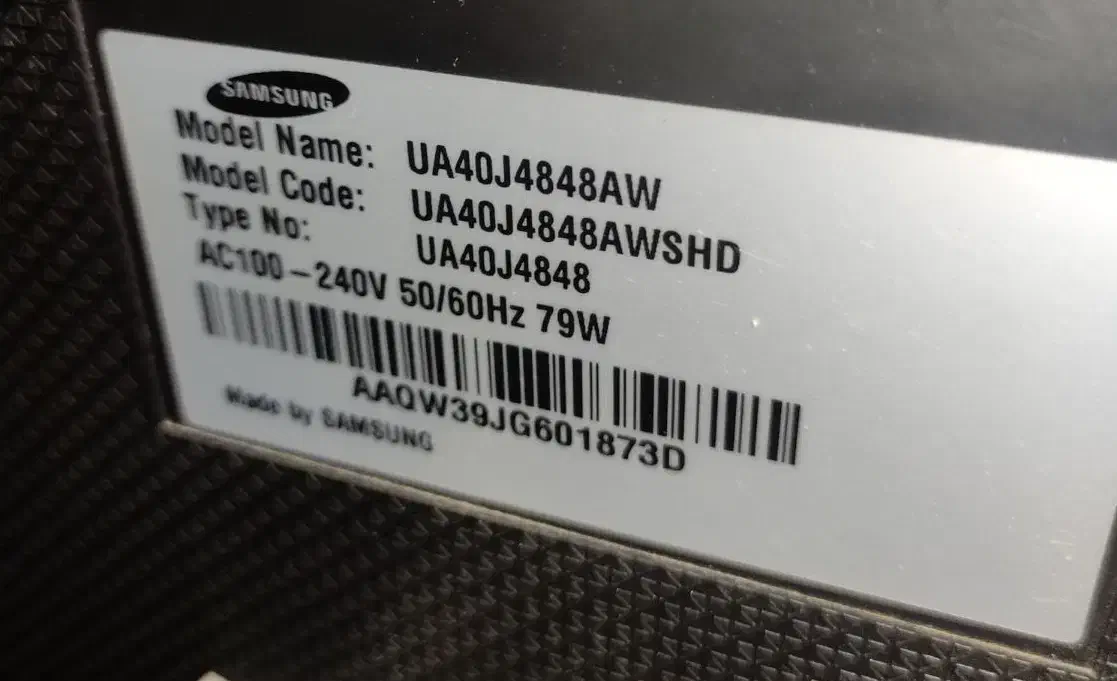 SAMSUNG
Model Name: UA40J4848AW
Model Code: UA40J4848AWSHD
Type No: UA40J4848
AC100-240V 50/60Hz 79W
AAQW39JG601873D
Made by SAMSUNG